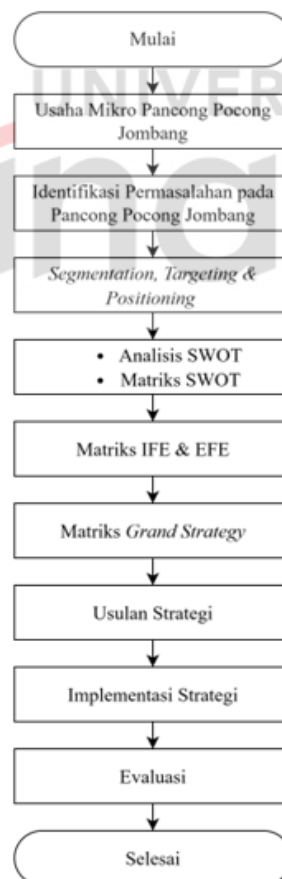 Mulai
UNIVER
Usaha Mikro Pancong Pocong
Jombang
Identifikasi Permasalahan pada
Pancong Pocong Jombang
Segmentation, Targeting &
Positioning
• Analisis SWOT
• Matriks SWOT
Matriks IFE & EFE
Matriks Grand Strategy
Usulan Strategi
Implementasi Strategi
Evaluasi
Selesai